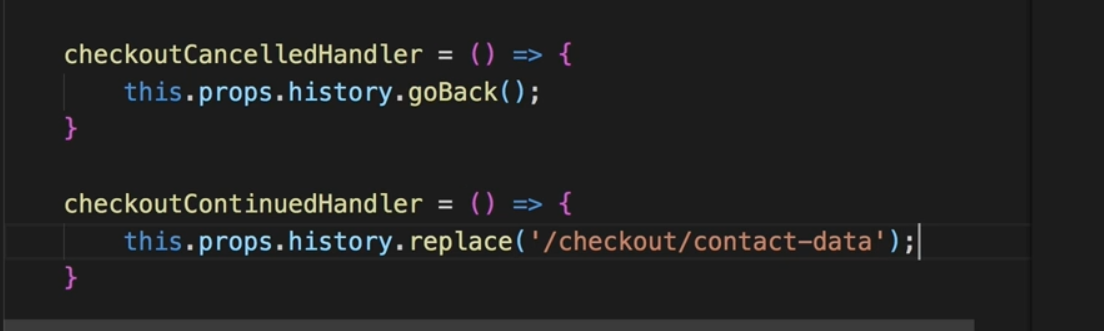 checkoutCancelledHandler = () => {
    this.props.history.goBack();
}
checkoutContinuedHandler = () => {
    this.props.history.replace('/checkout/contact-data');
}